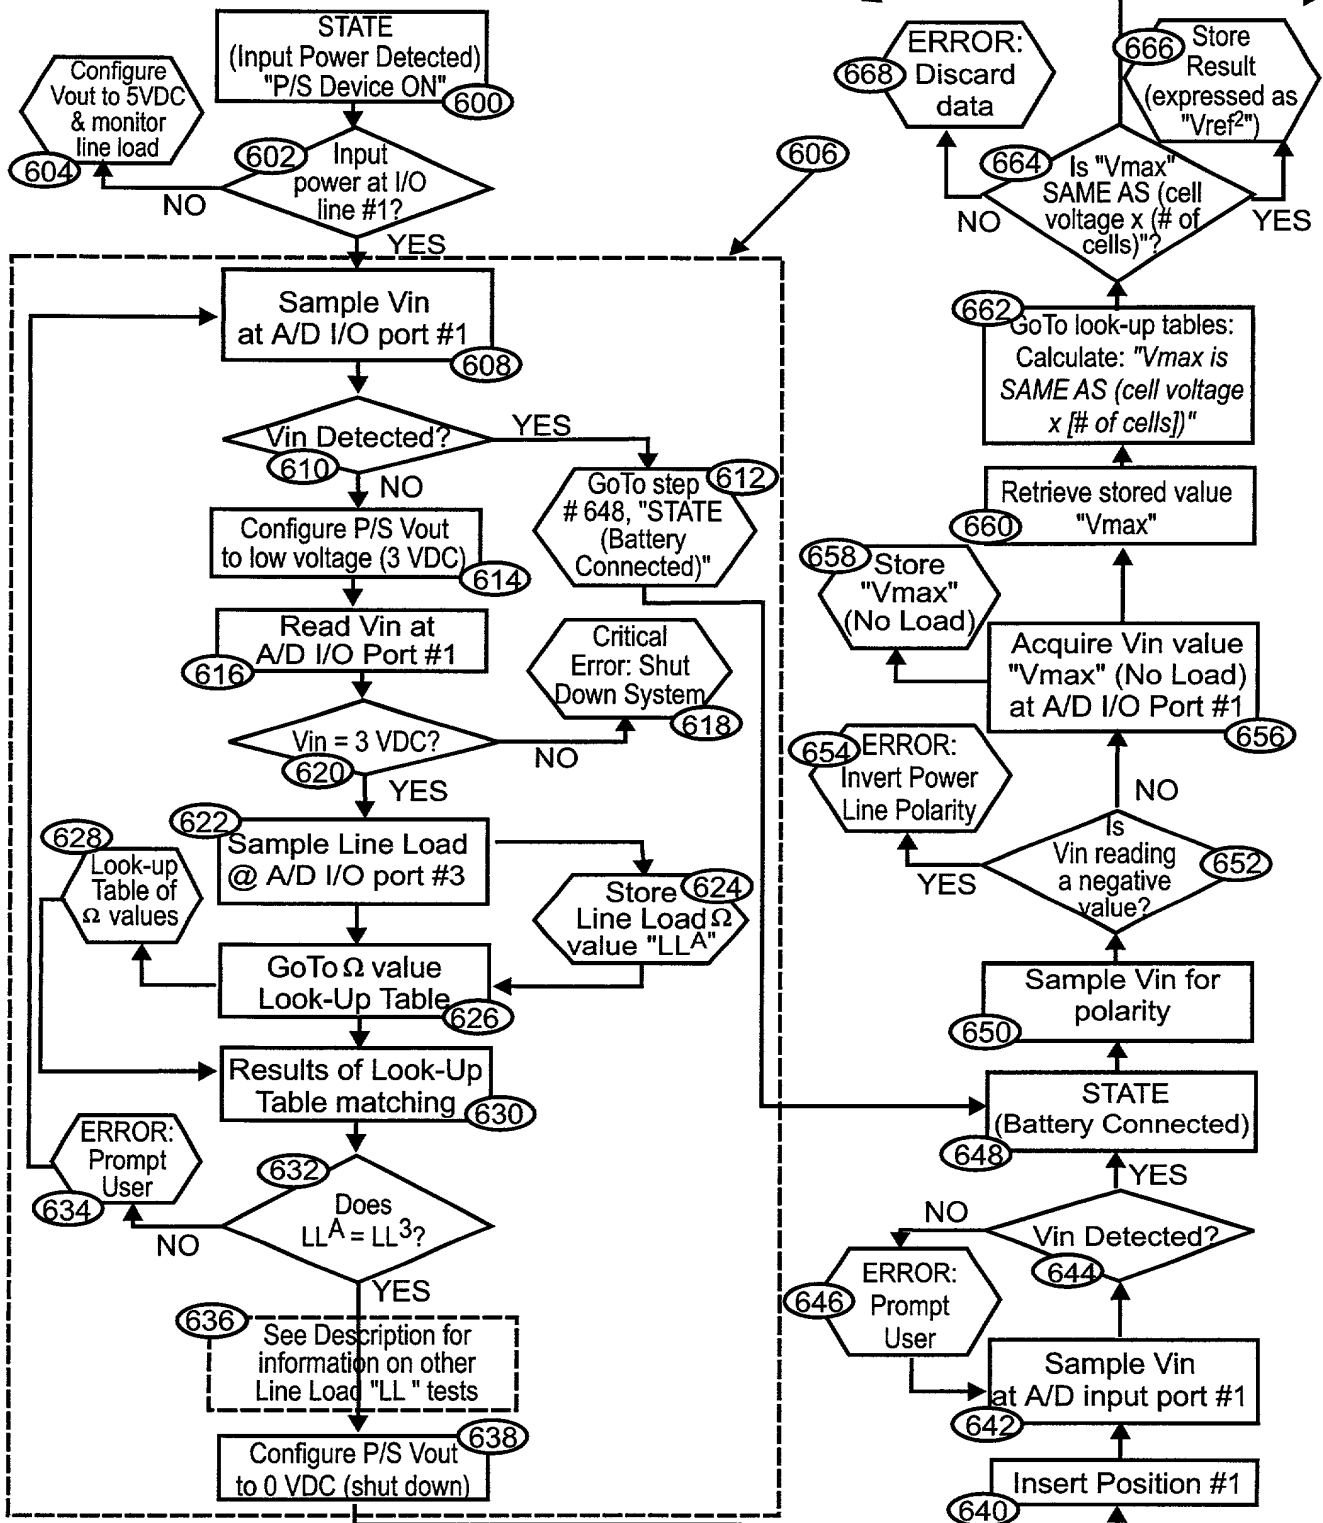 STATE
(Input Power Detected)
"P/S Device ON"
600
Configure
Vout to 5VDC
& monitor
line load
604
602
Input
power at I/O
line #1?
NO
YES
606
Sample Vin
at A/D I/O port #1
608
Vin Detected?
610
YES
NO
612
GoTo step
# 648, "STATE
(Battery
Connected)"
Configure P/S Vout
to low voltage (3 VDC)
614
Read Vin at
A/D I/O Port #1
616
Critical
Error: Shut
Down System
618
Vin = 3 VDC?
620
NO
YES
622
Sample Line Load
@ A/D I/O port #3
628
Look-up
Table of
Ω values
624
Store
Line Load Ω
value "LLA"
GoTo Ω value
Look-Up Table
626
Results of Look-Up
Table matching
630
ERROR:
Prompt
User
634
632
Does
LLA = LL3?
NO
YES
636
See Description for
information on other
Line Load "LL " tests
638
Configure P/S Vout
to 0 VDC (shut down)
668
ERROR:
Discard
data
666
Store
Result
(expressed as
"Vref2")
664
Is "Vmax"
SAME AS (cell
voltage x (# of
cells)"?
NO
YES
662
GoTo look-up tables:
Calculate: "Vmax is
SAME AS (cell voltage
x [# of cells])"
Retrieve stored value
"Vmax"
660
658
Store
"Vmax"
(No Load)
Acquire Vin value
"Vmax" (No Load)
at A/D I/O Port #1
656
654
ERROR:
Invert Power
Line Polarity
NO
Is
Vin reading
a negative
value?
652
YES
Sample Vin for
polarity
650
STATE
(Battery Connected)
648
YES
NO
Vin Detected?
644
646
ERROR:
Prompt
User
Sample Vin
at A/D input port #1
642
Insert Position #1
640